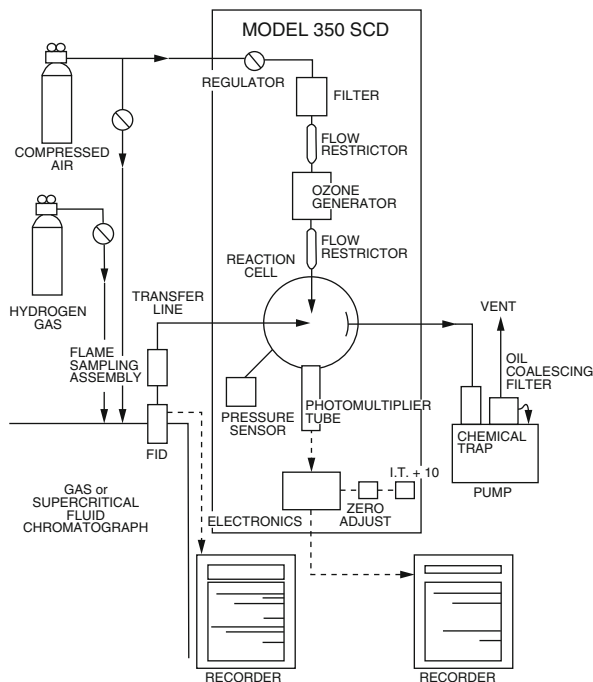 MODEL 350 SCD
REGULATOR
FILTER
COMPRESSED
AIR
FLOW
RESTRICTOR
OZONE
GENERATOR
FLOW
RESTRICTOR
REACTION
CELL
HYDROGEN
GAS
TRANSFER
LINE
VENT
FLAME
SAMPLING
ASSEMBLY
OIL
COALESCING
FILTER
PRESSURE
SENSOR
PHOTOMULTIPLIER
TUBE
CHEMICAL
TRAP
FID
PUMP
I.T. + 10
GAS or
SUPERCRITICAL
FLUID
CHROMATOGRAPH
ELECTRONICS
ZERO
ADJUST
RECORDER
RECORDER